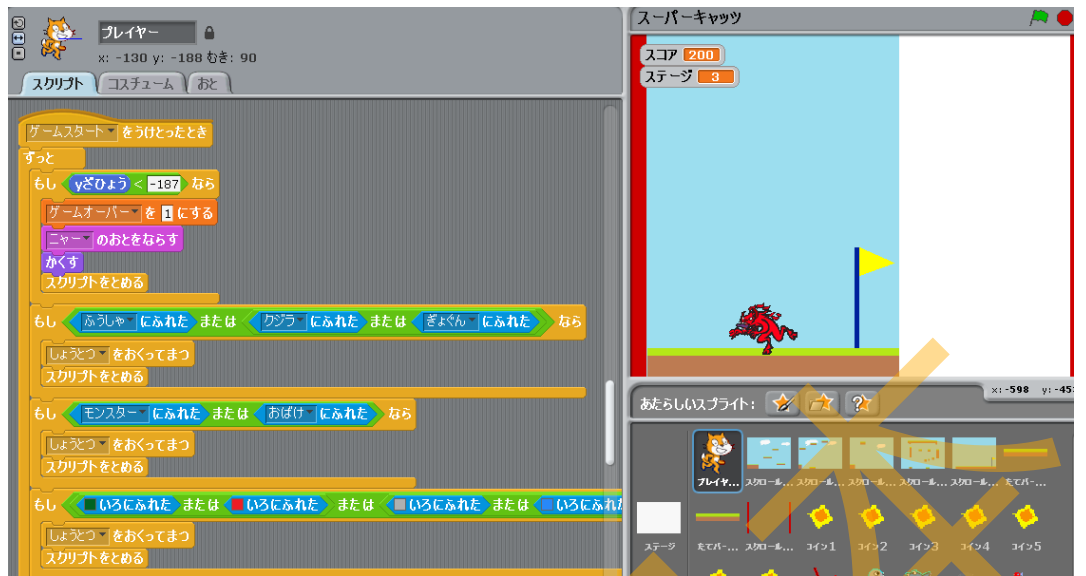 プレイヤー
x: -130 y: -188 むき: 90
スクリプト コスチューム おと
ゲームスタート をうけとったとき
ずっと
もし yざひょう < -187 なら
ゲームオーバー を 1 にする
ニャー のおとをならす
かくす
スクリプトをとめる
もし ふうしゃ にふれた または クジラ にふれた または ぎょぐん にふれた なら
しょうとつ をおくってまつ
スクリプトをとめる
もし モンスター にふれた または おばけ にふれた なら
しょうとつ をおくってまつ
スクリプトをとめる
もし いろにふれた または いろにふれた または いろにふれた または いろにふれた
しょうとつ をおくってまつ
スクリプトをとめる
スーパーキャッツ
スコア 200
ステージ 3
x: -598 y: -45
あたらしいスプライト:
プレイヤ... スクロール... スクロール... スクロール... スクロール... スクロール... たてバー...
ステージ たてバー... スクロール... コイン1 コイン2 コイン3 コイン4 コイン5